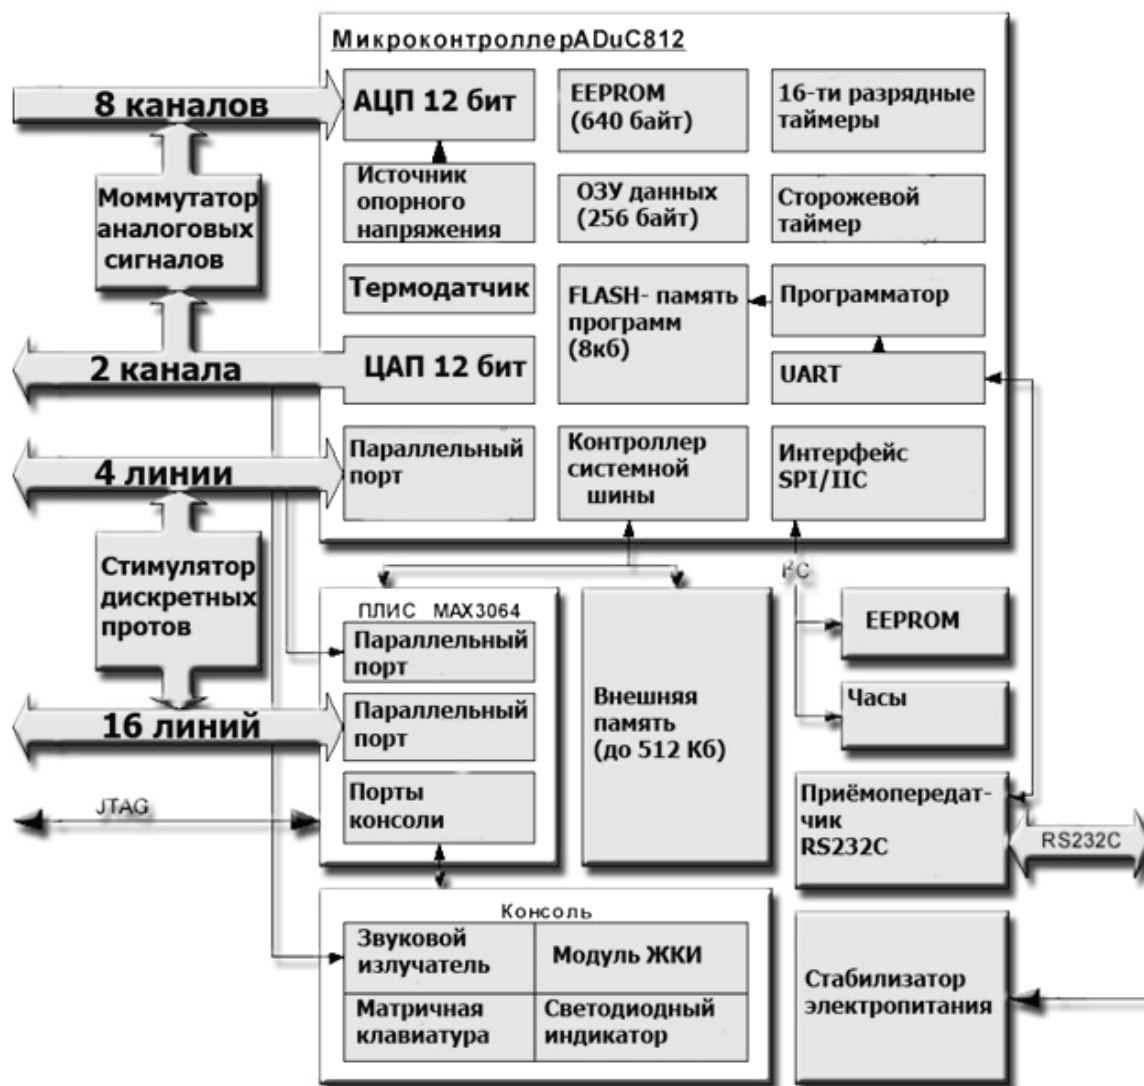 МикроконтроллерADuC812
8 каналов
АЦП 12 бит
EEPROM
(640 байт)
16-ти разрядные
таймеры
Моммутатор
аналоговых
сигналов
Источник
опорного
напряжения
ОЗУ данных
(256 байт)
Сторожевой
таймер
Термодатчик
FLASH- память
программ
(8кб)
Программатор
2 канала
ЦАП 12 бит
UART
4 линии
Параллельный
порт
Контроллер
системной
шины
Интерфейс
SPI/IIC
Стимулятор
дискретных
протов
I²C
ПЛИС MAX3064
Параллельный
порт
16 линий
Параллельный
порт
Порты
консоли
JTAG
Внешняя
память
(до 512 Кб)
EEPROM
Часы
Приёмопередат-
чик
RS232C
RS232C
Консоль
Звуковой
излучатель
Модуль ЖКИ
Матричная
клавиатура
Светодиодный
индикатор
Стабилизатор
электропитания